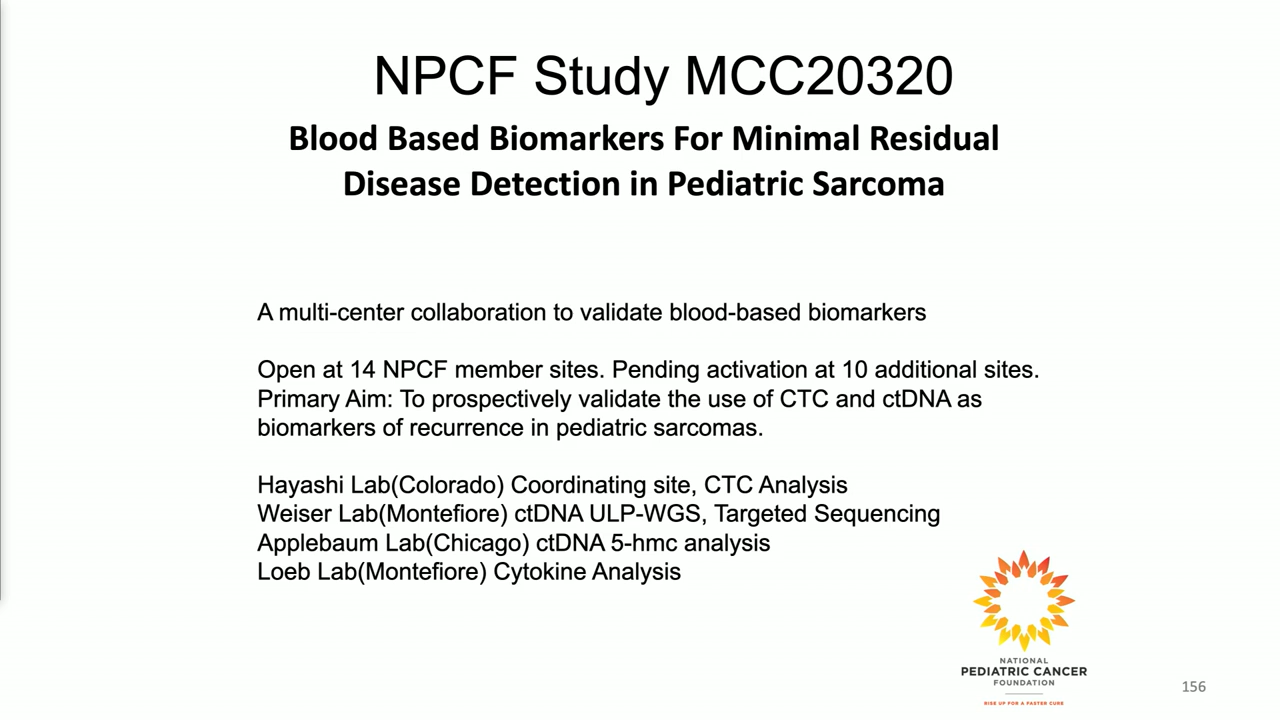 NPCF Study MCC20320
Blood Based Biomarkers For Minimal Residual
Disease Detection in Pediatric Sarcoma
A multi-center collaboration to validate blood-based biomarkers
Open at 14 NPCF member sites. Pending activation at 10 additional sites.
Primary Aim: To prospectively validate the use of CTC and ctDNA as
biomarkers of recurrence in pediatric sarcomas.
Hayashi Lab(Colorado) Coordinating site, CTC Analysis
Weiser Lab(Montefiore) ctDNA ULP-WGS, Targeted Sequencing
Applebaum Lab(Chicago) ctDNA 5-hmc analysis
Loeb Lab(Montefiore) Cytokine Analysis
NATIONAL
PEDIATRIC CANCER
FOUNDATION
RISE UP FOR A FASTER CURE
156